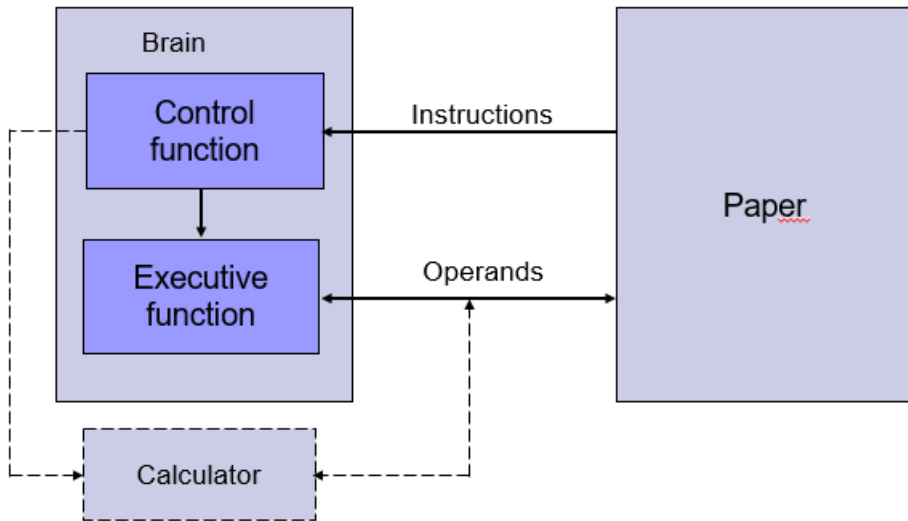 Brain
Control
function
Instructions
Paper
Executive
function
Operands
Calculator